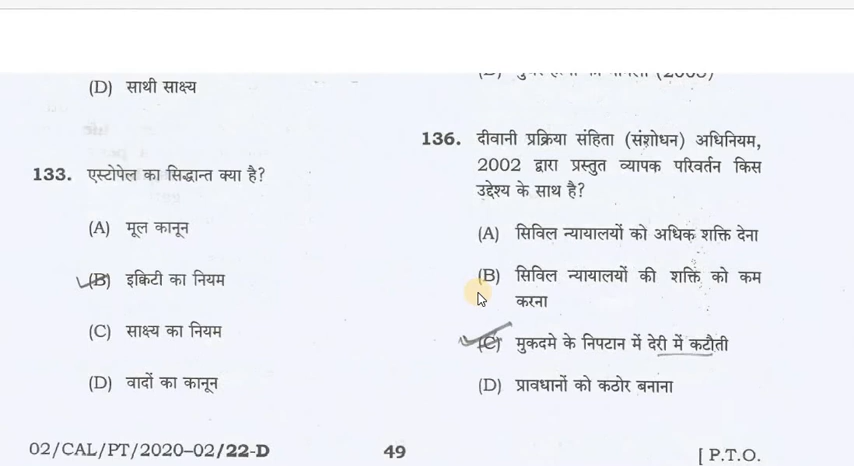 (D) साथी साक्ष्य
133. एस्टोपेल का सिद्धान्त क्या है?
(A) मूल कानून
(B) इक्विटी का नियम
(C) साक्ष्य का नियम
(D) वादों का कानून
136. दीवानी प्रक्रिया संहिता (संशोधन) अधिनियम,
2002 द्वारा प्रस्तुत व्यापक परिवर्तन किस
उद्देश्य के साथ है?
(A) सिविल न्यायालयों को अधिक शक्ति देना
(B) सिविल न्यायालयों की शक्ति को कम
करना
(C) मुकदमे के निपटान में देरी में कटौती
(D) प्रावधानों को कठोर बनाना
02/CAL/PT/2020–02/22-D
49
[ P.T.O.